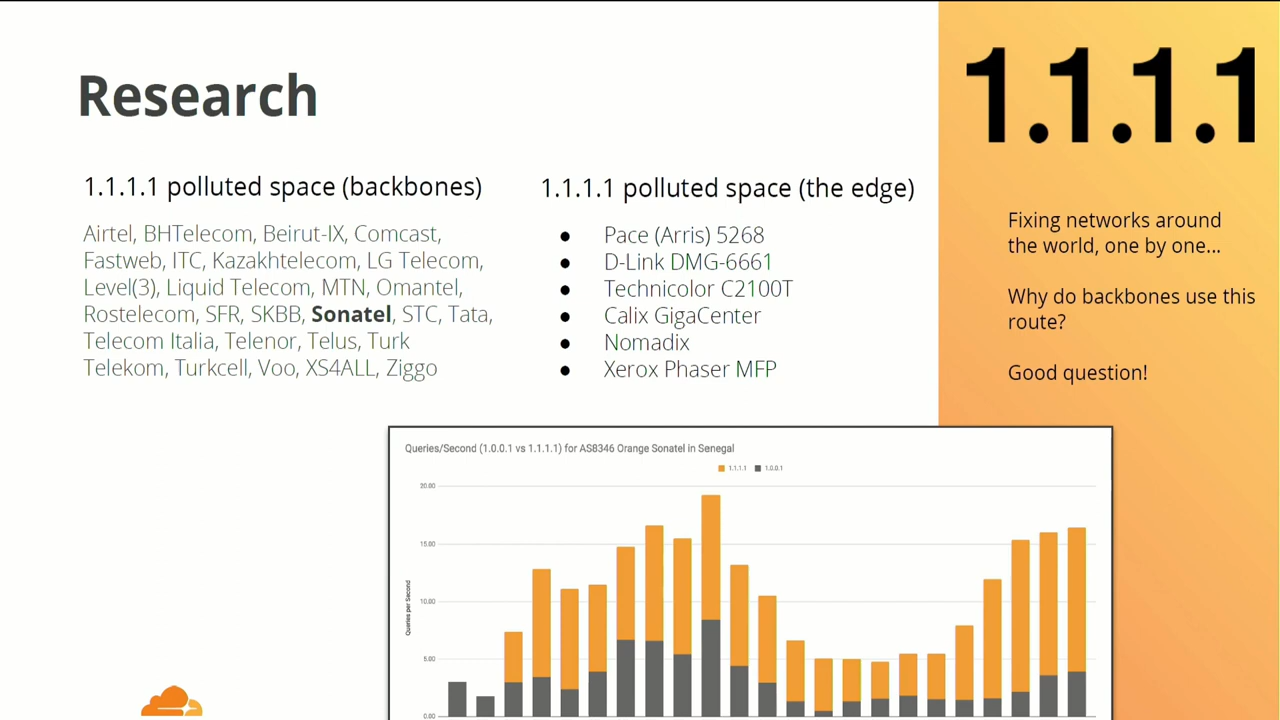 Research
1.1.1.1
1.1.1.1 polluted space (backbones)
Airtel, BHTelecom, Beirut-IX, Comcast,
Fastweb, ITC, Kazakhtelecom, LG Telecom,
Level(3), Liquid Telecom, MTN, Omantel,
Rostelecom, SFR, SKBB, Sonatel, STC, Tata,
Telecom Italia, Telenor, Telus, Turk
Telekom, Turkcell, Voo, XS4ALL, Ziggo
1.1.1.1 polluted space (the edge)
● Pace (Arris) 5268
● D-Link DMG-6661
● Technicolor C2100T
● Calix GigaCenter
● Nomadix
● Xerox Phaser MFP
Fixing networks around
the world, one by one...
Why do backbones use this
route?
Good question!
Queries/Second (1.0.0.1 vs 1.1.1.1) for AS8346 Orange Sonatel in Senegal
1.1.1.1 1.0.0.1
Queries per Second
20.00
15.00
10.00
5.00
0.00